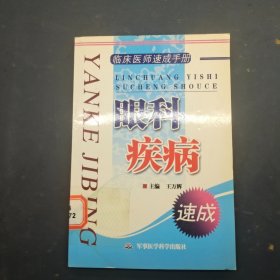 临床医师速成手册
LINCHUANG YISHI
SUCHENG SHOUCE
YANKE JIBING
眼科
疾病
速成
主编 王万辉
军事医学科学出版社
72